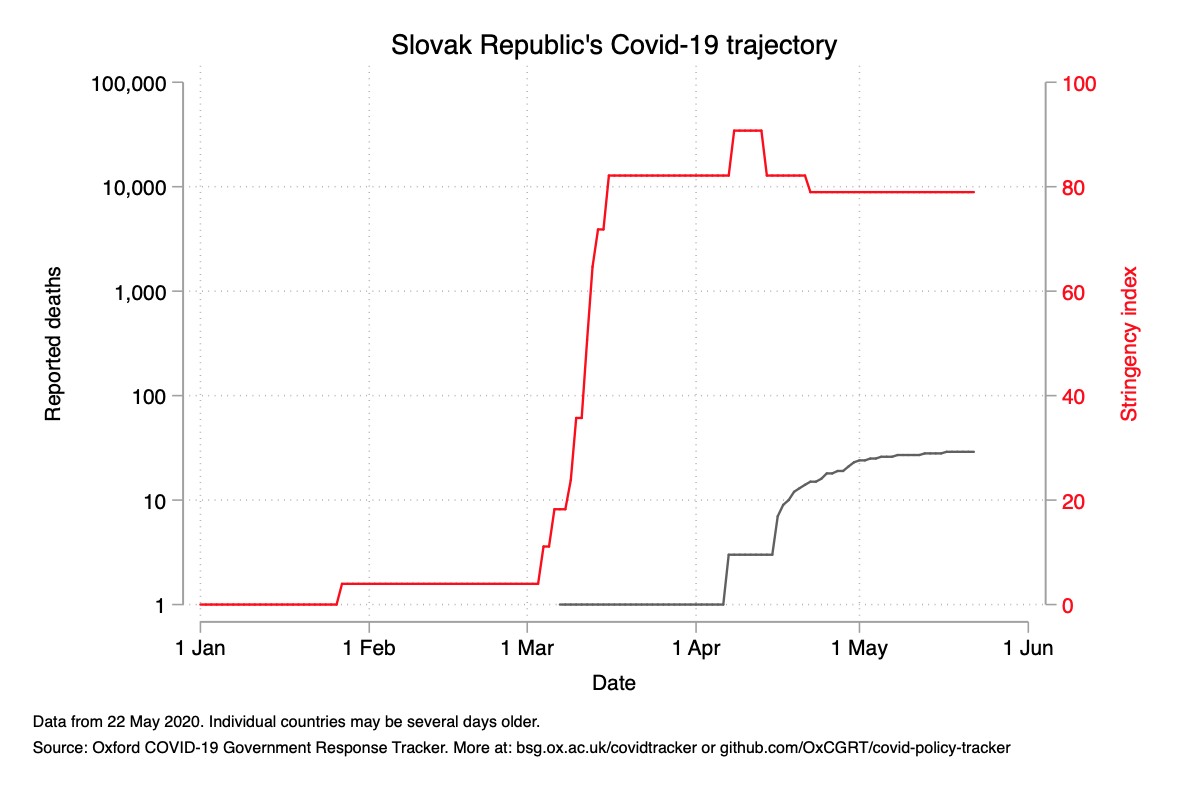 Slovak Republic's Covid-19 trajectory
100,000
10,000
1,000
100
10
1
Reported deaths
100
80
60
40
20
0
Stringency index
1 Jan
1 Feb
1 Mar
1 Apr
1 May
1 Jun
Date
Data from 22 May 2020. Individual countries may be several days older.
Source: Oxford COVID-19 Government Response Tracker. More at: bsg.ox.ac.uk/covidtracker or github.com/OxCGRT/covid-policy-tracker